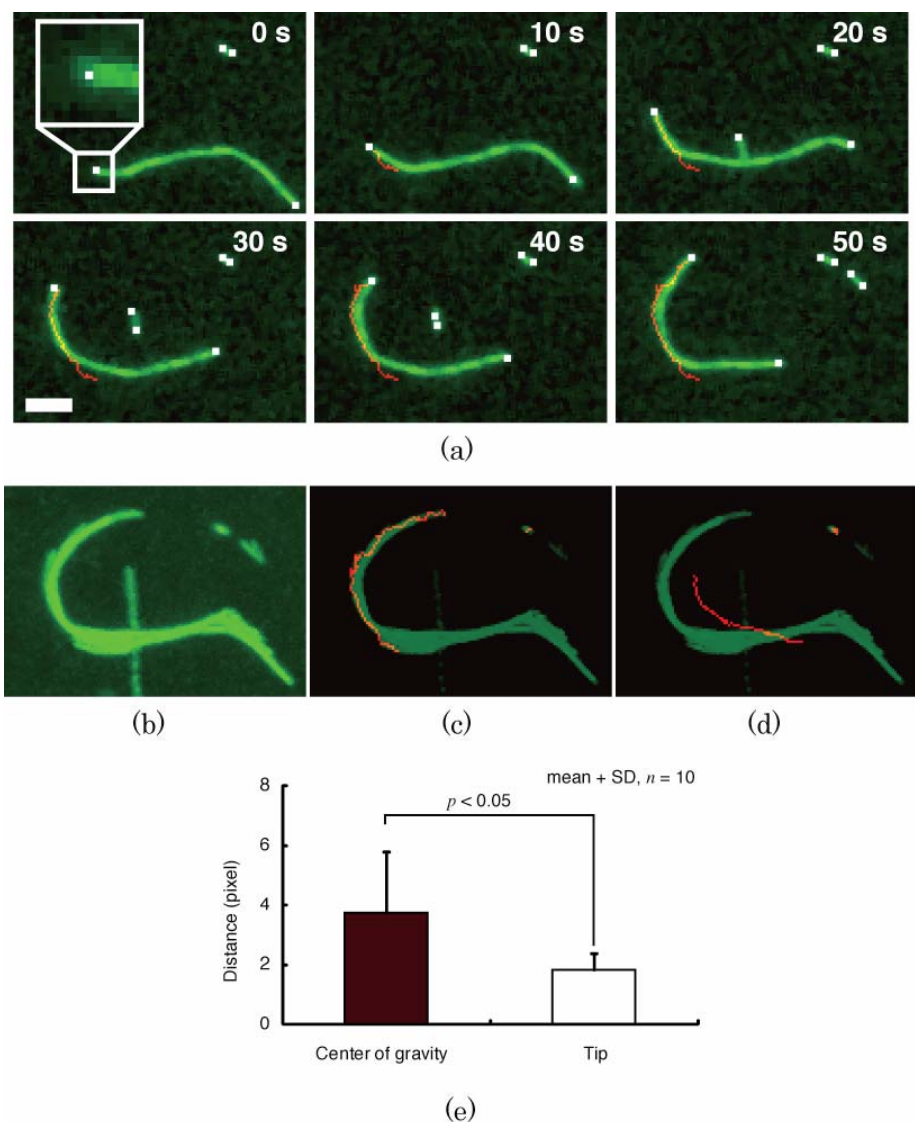 0 s
10 s
20 s
30 s
40 s
50 s
(a)
(b)
(c)
(d)
mean + SD, n = 10
p < 0.05
8
6
4
2
0
Distance (pixel)
Center of gravity
Tip
(e)